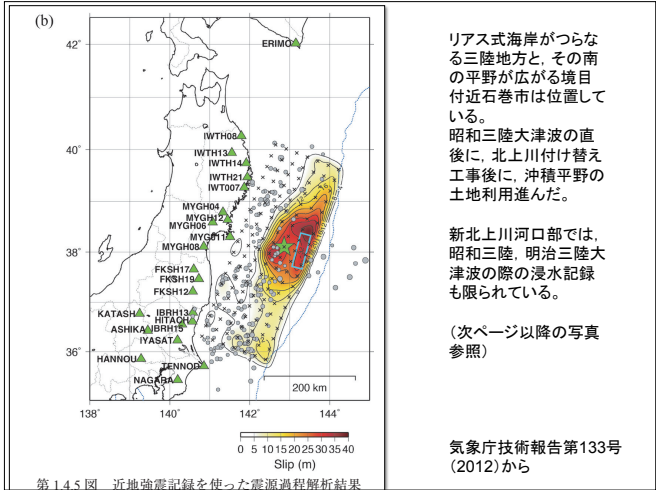 (b)
42°
40°
38°
36°
138°
140°
142°
144°
ERIMO
IWTH08
IWTH13
IWTH14
IWTH21
IWT007
MYGH04
MYGH12
MYGH06
MYG011
MYGH08
FKSH17
FKSH19
FKSH12
IBRH13
KATASH
HITACH
ASHIKA
IBRH15
IYASAT
HANNOU
TENNOD
NAGARA
200 km
0 5 10 15 20 25 30 35 40
Slip (m)
第 1.4.5 図 近地強震記録を使った震源過程解析結果
リアス式海岸がつらな
る三陸地方と, その南
の平野が広がる境目
付近石巻市は位置して
いる。
昭和三陸大津波の直
後に, 北上川付け替え
工事後に, 沖積平野の
土地利用進んだ。
新北上川河口部では,
昭和三陸, 明治三陸大
津波の際の浸水記録
も限られている。
(次ページ以降の写真
参照)
気象庁技術報告第133号
(2012)から